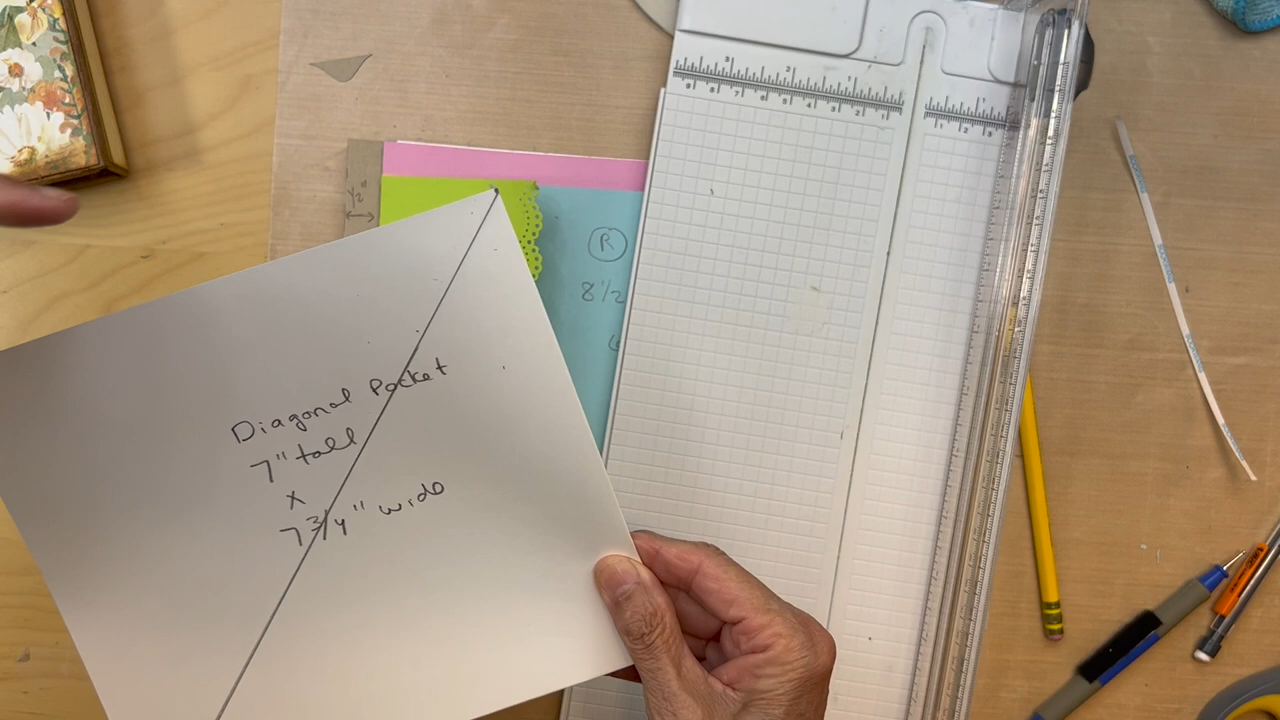 Diagonal Pocket
7" tall
x
7 3/4" wide
1/2"
R
8 1/2